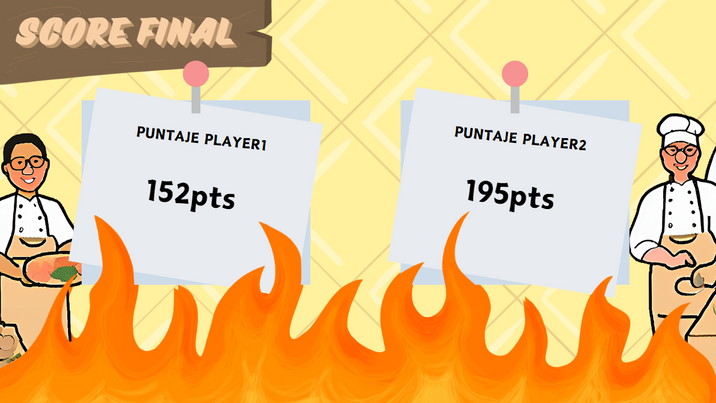 SCORE FINAL
PUNTAJE PLAYER1
152pts
PUNTAJE PLAYER2
195pts